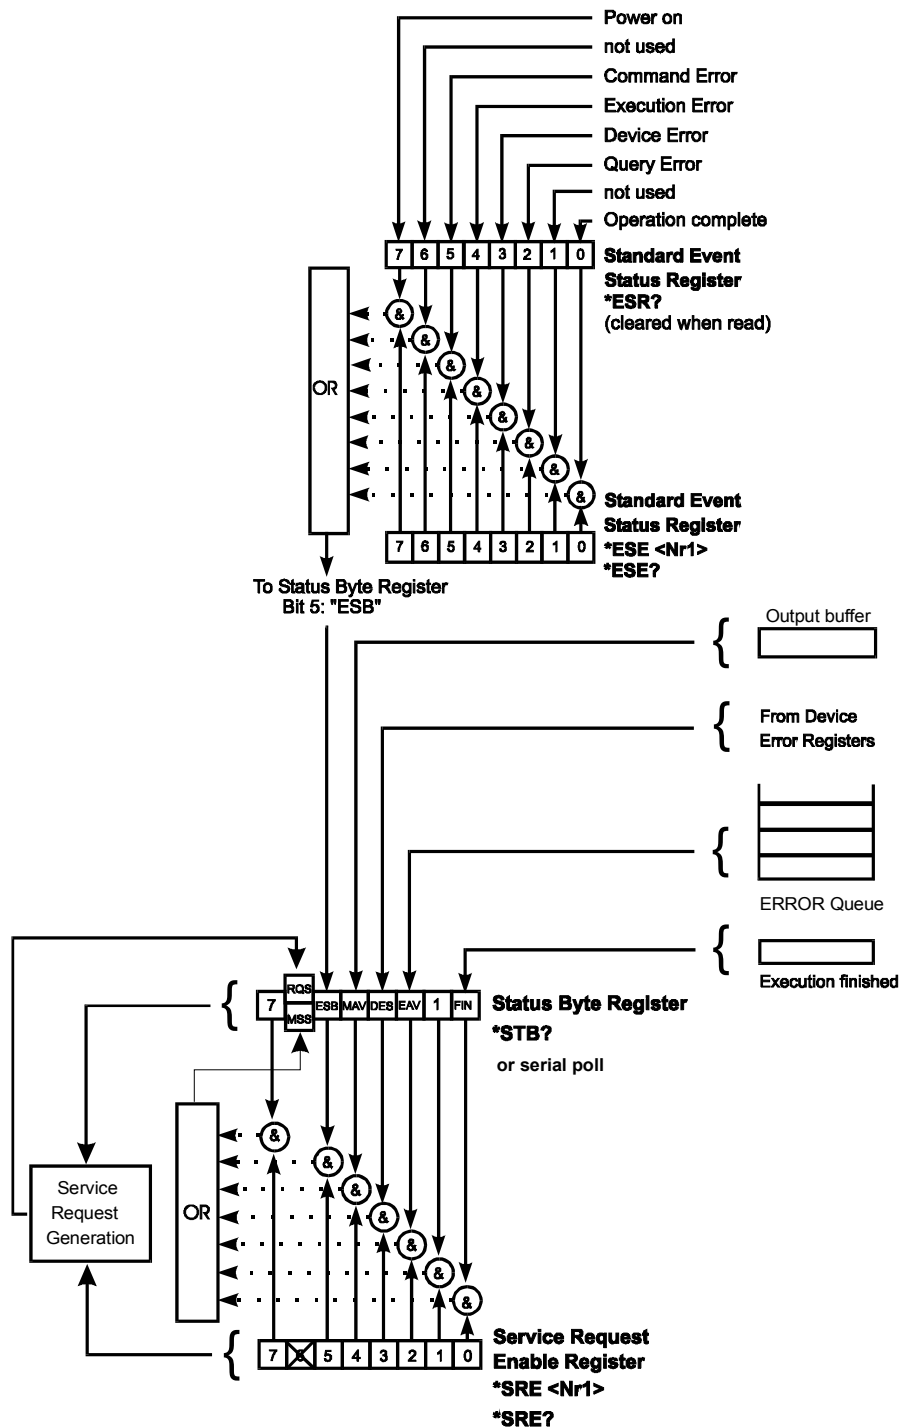 Power on
not used
Command Error
Execution Error
Device Error
Query Error
not used
Operation complete
7 6 5 4 3 2 1 0
Standard Event
Status Register
*ESR?
(cleared when read)
&
&
&
&
&
&
&
&
OR
Standard Event
Status Register
*ESE <Nr1>
*ESE?
7 6 5 4 3 2 1 0
To Status Byte Register
Bit 5: "ESB"
Output buffer
{
From Device
Error Registers
{
{
ERROR Queue
{
Execution finished
{
7 RQS MSS ESB MAV DES EAV 1 FIN
Status Byte Register
*STB?
or serial poll
&
&
&
&
&
&
&
OR
Service
Request
Generation
{
7 6 5 4 3 2 1 0
Service Request
Enable Register
*SRE <Nr1>
*SRE?